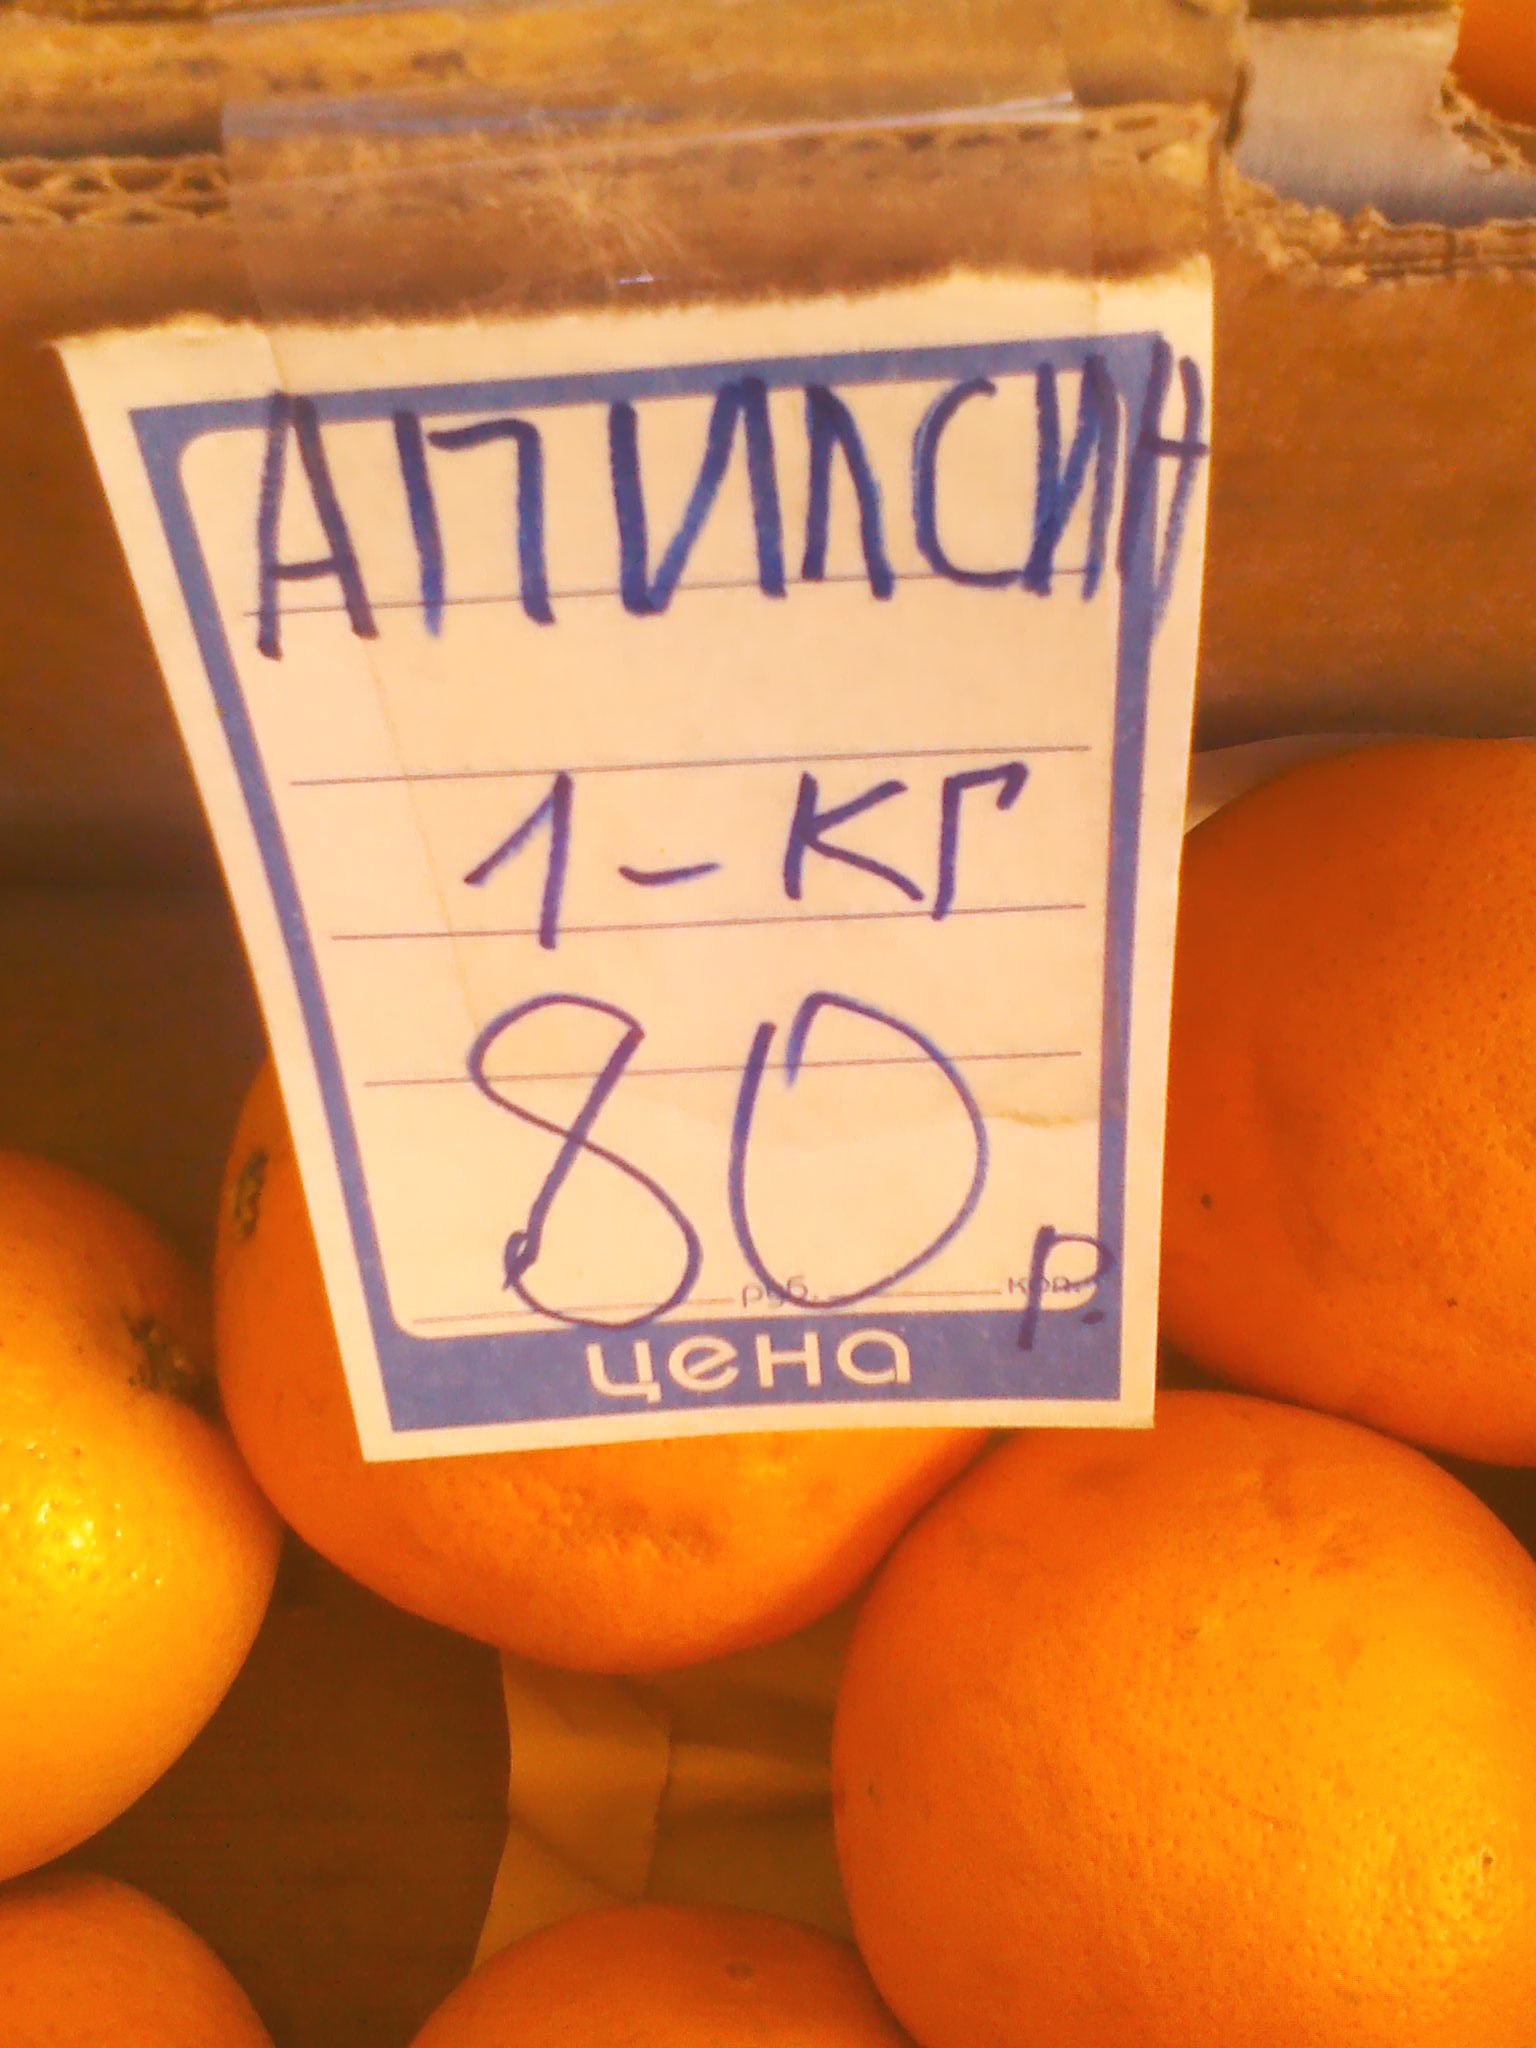 АПИЛСИН
1-КГ
80 р.
руб. коп.
цена